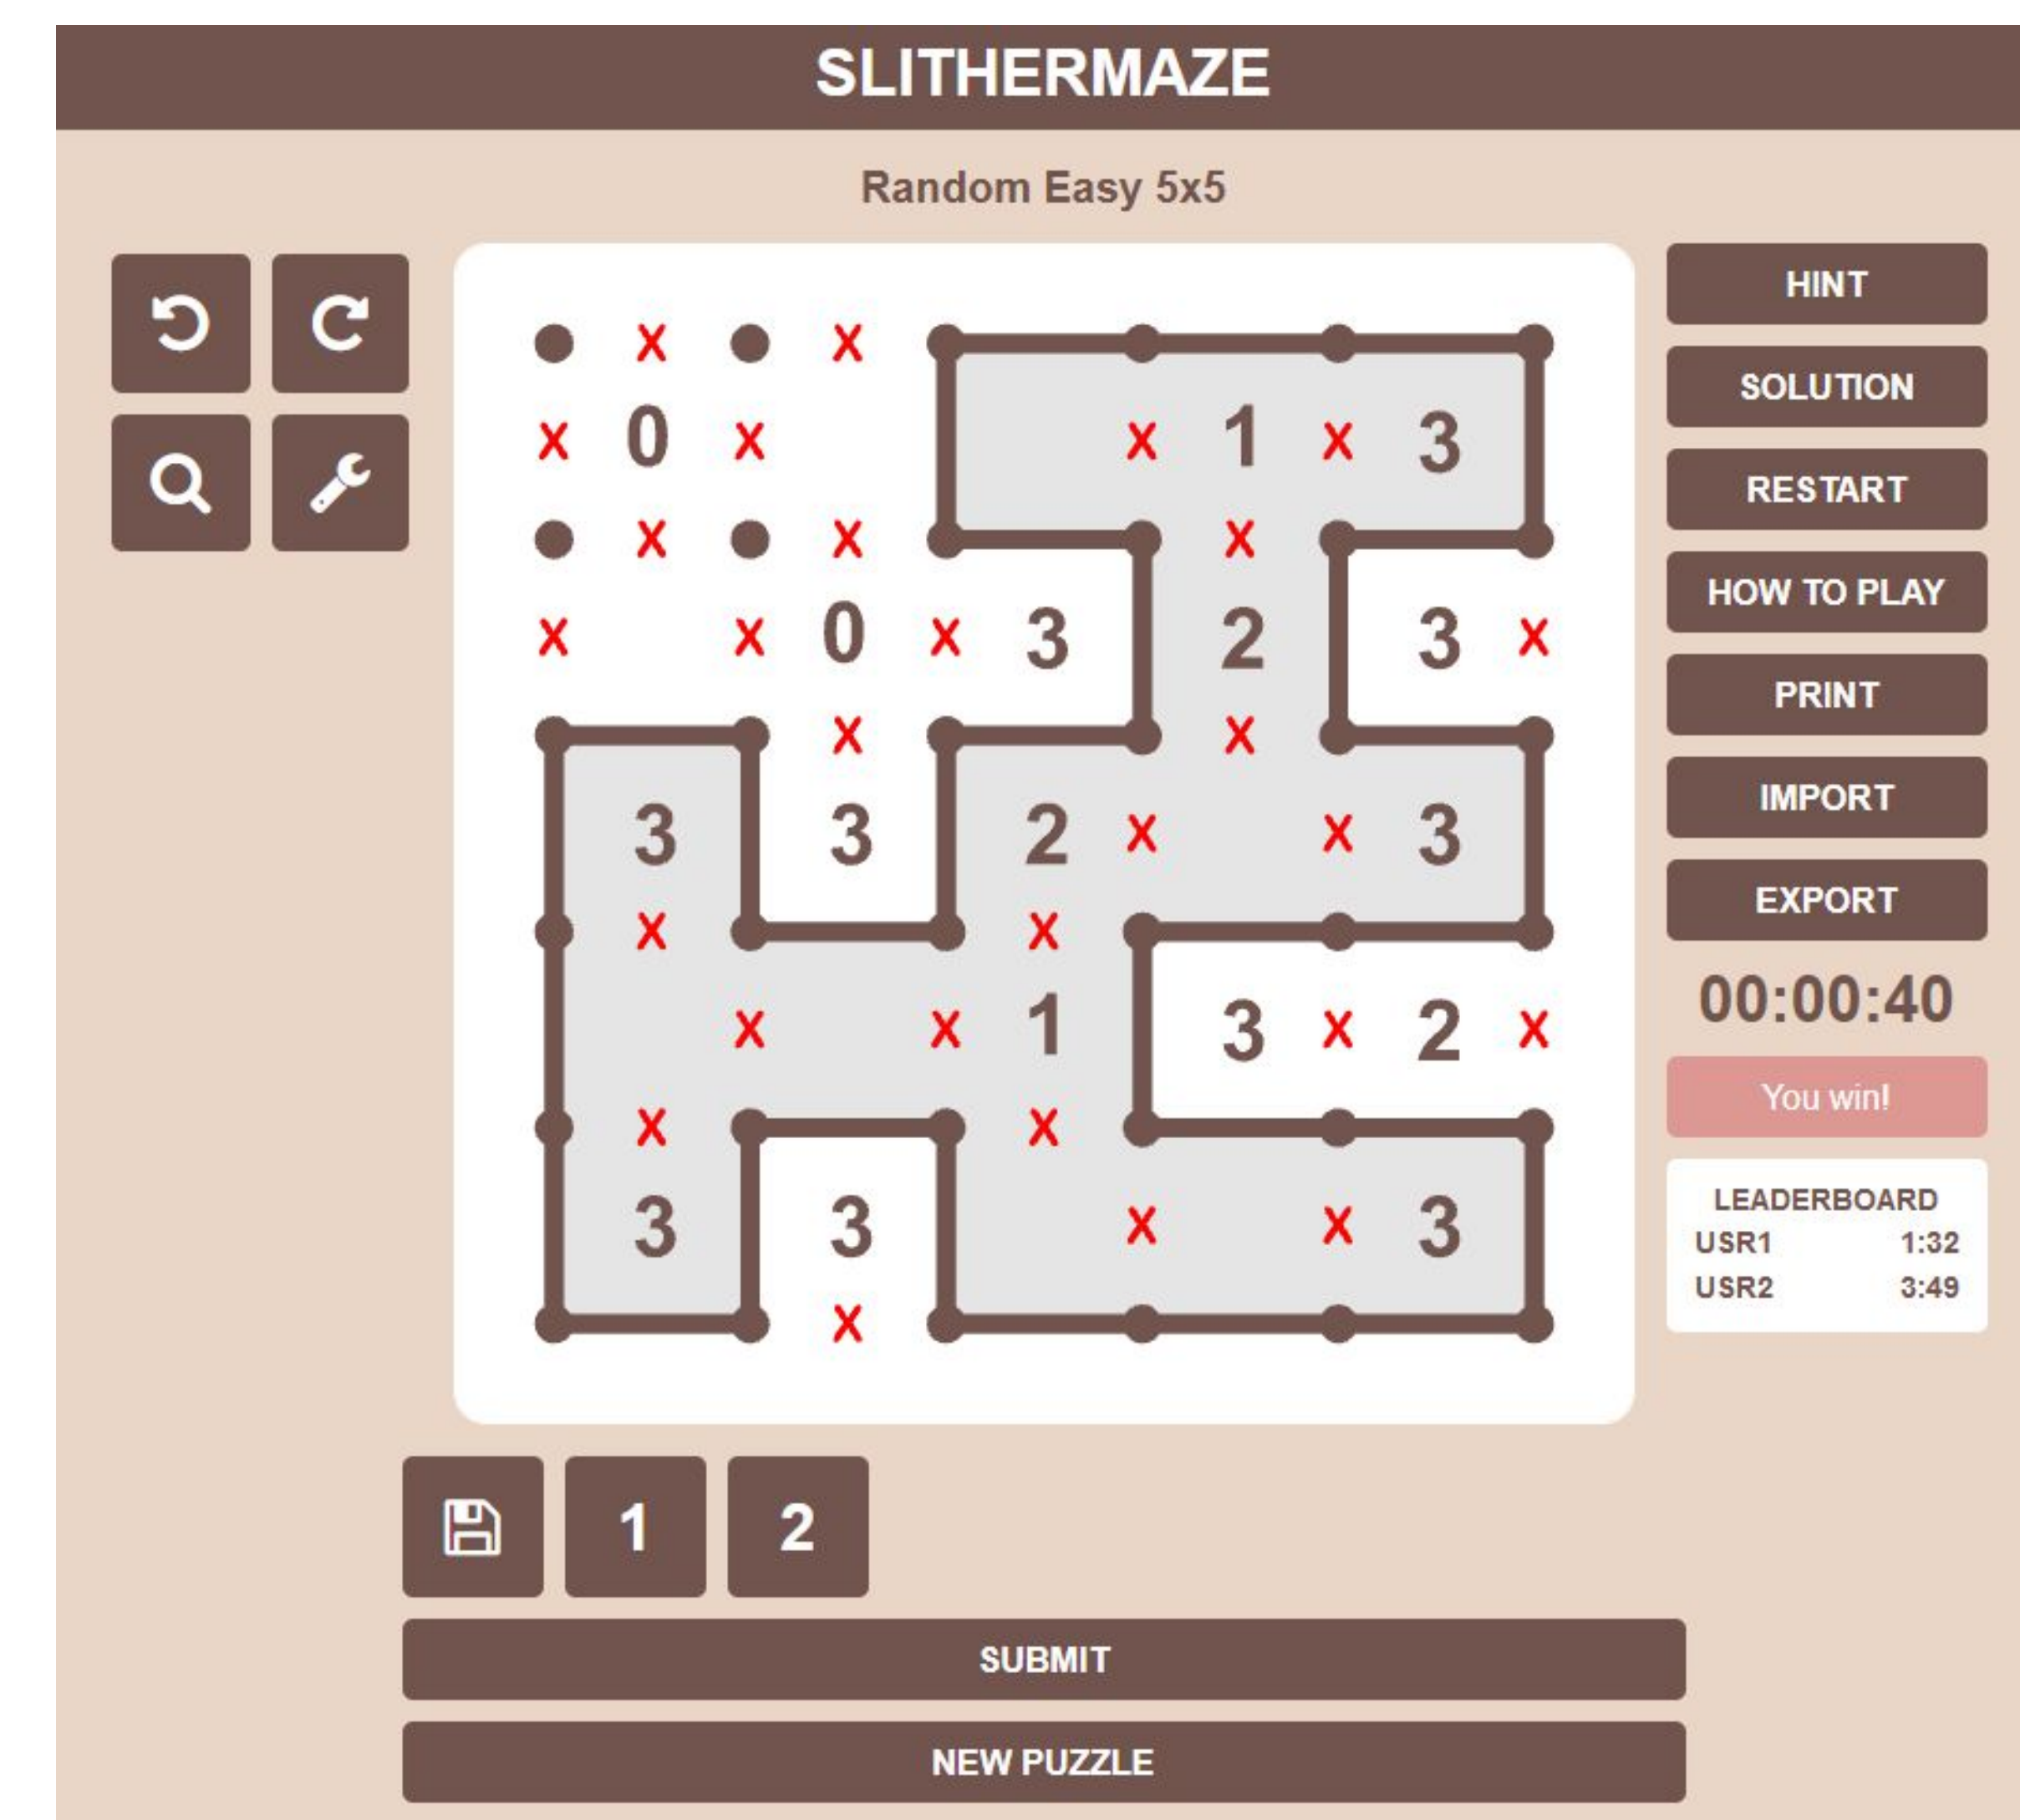 SLITHERMAZE
Random Easy 5x5
HINT
SOLUTION
RESTART
HOW TO PLAY
PRINT
IMPORT
EXPORT
00:00:40
You win!
LEADERBOARD
USR1 1:32
USR2 3:49
X X
X 0 X X 1 X 3
X X X
X X 0 X 3 2 3 X
X X
3 3 2 X X 3
X X
X X 1 3 X 2 X
X X
3 3 X X 3
X
1 2
SUBMIT
NEW PUZZLE